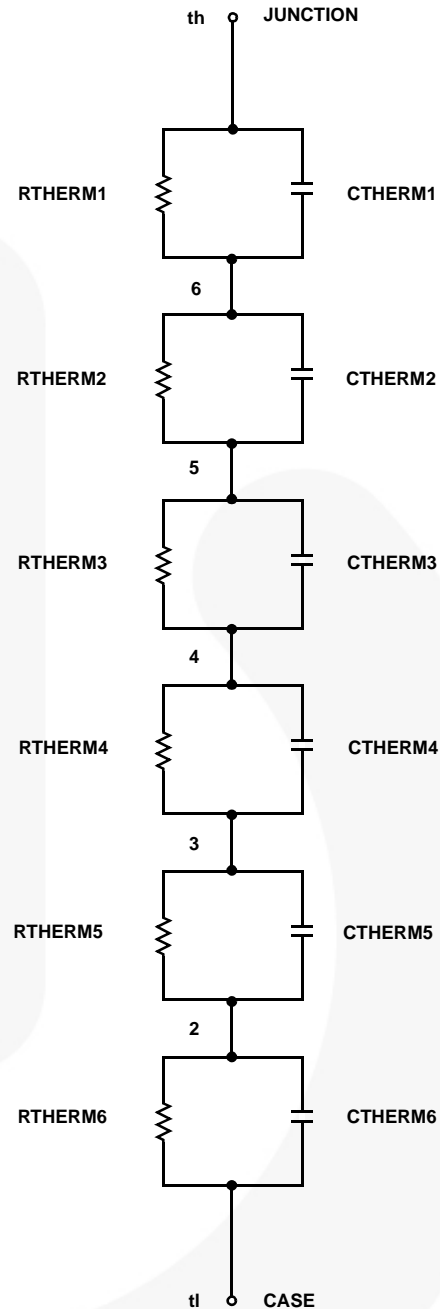 th JUNCTION
RTHERM1 CTHERM1
6
RTHERM2 CTHERM2
5
RTHERM3 CTHERM3
4
RTHERM4 CTHERM4
3
RTHERM5 CTHERM5
2
RTHERM6 CTHERM6
tl CASE